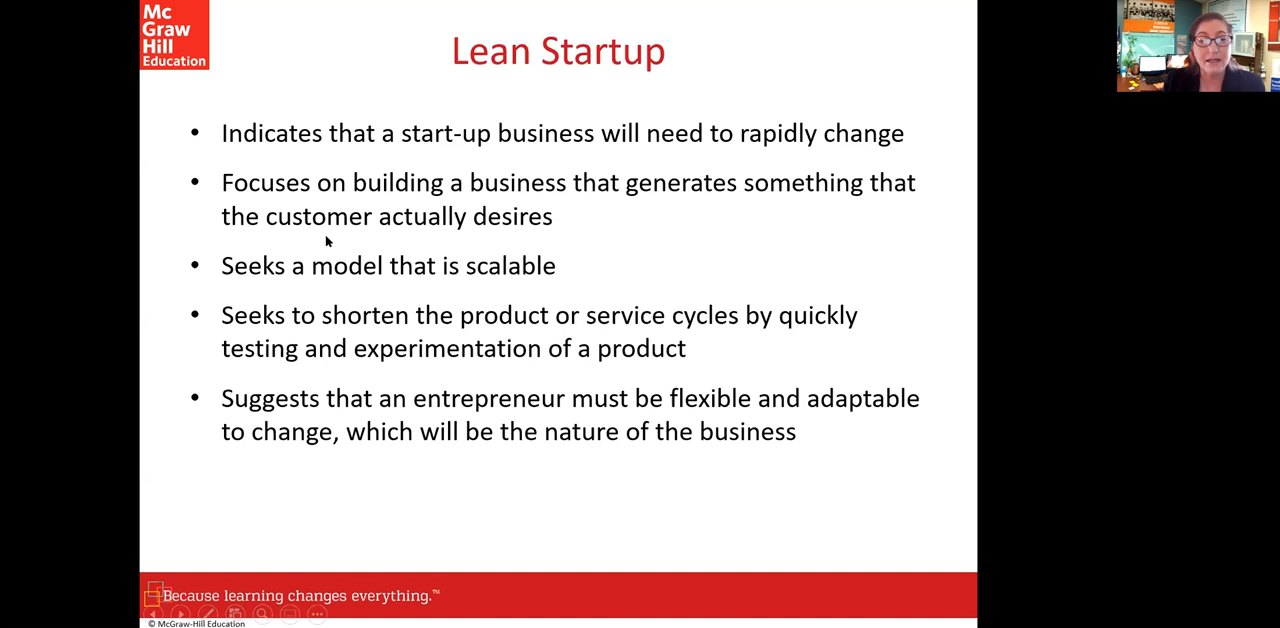 Mc
Graw
Hill
Education
Lean Startup
• Indicates that a start-up business will need to rapidly change
• Focuses on building a business that generates something that
the customer actually desires
• Seeks a model that is scalable
• Seeks to shorten the product or service cycles by quickly
testing and experimentation of a product
• Suggests that an entrepreneur must be flexible and adaptable
to change, which will be the nature of the business
Because learning changes everything.™
© McGraw-Hill Education